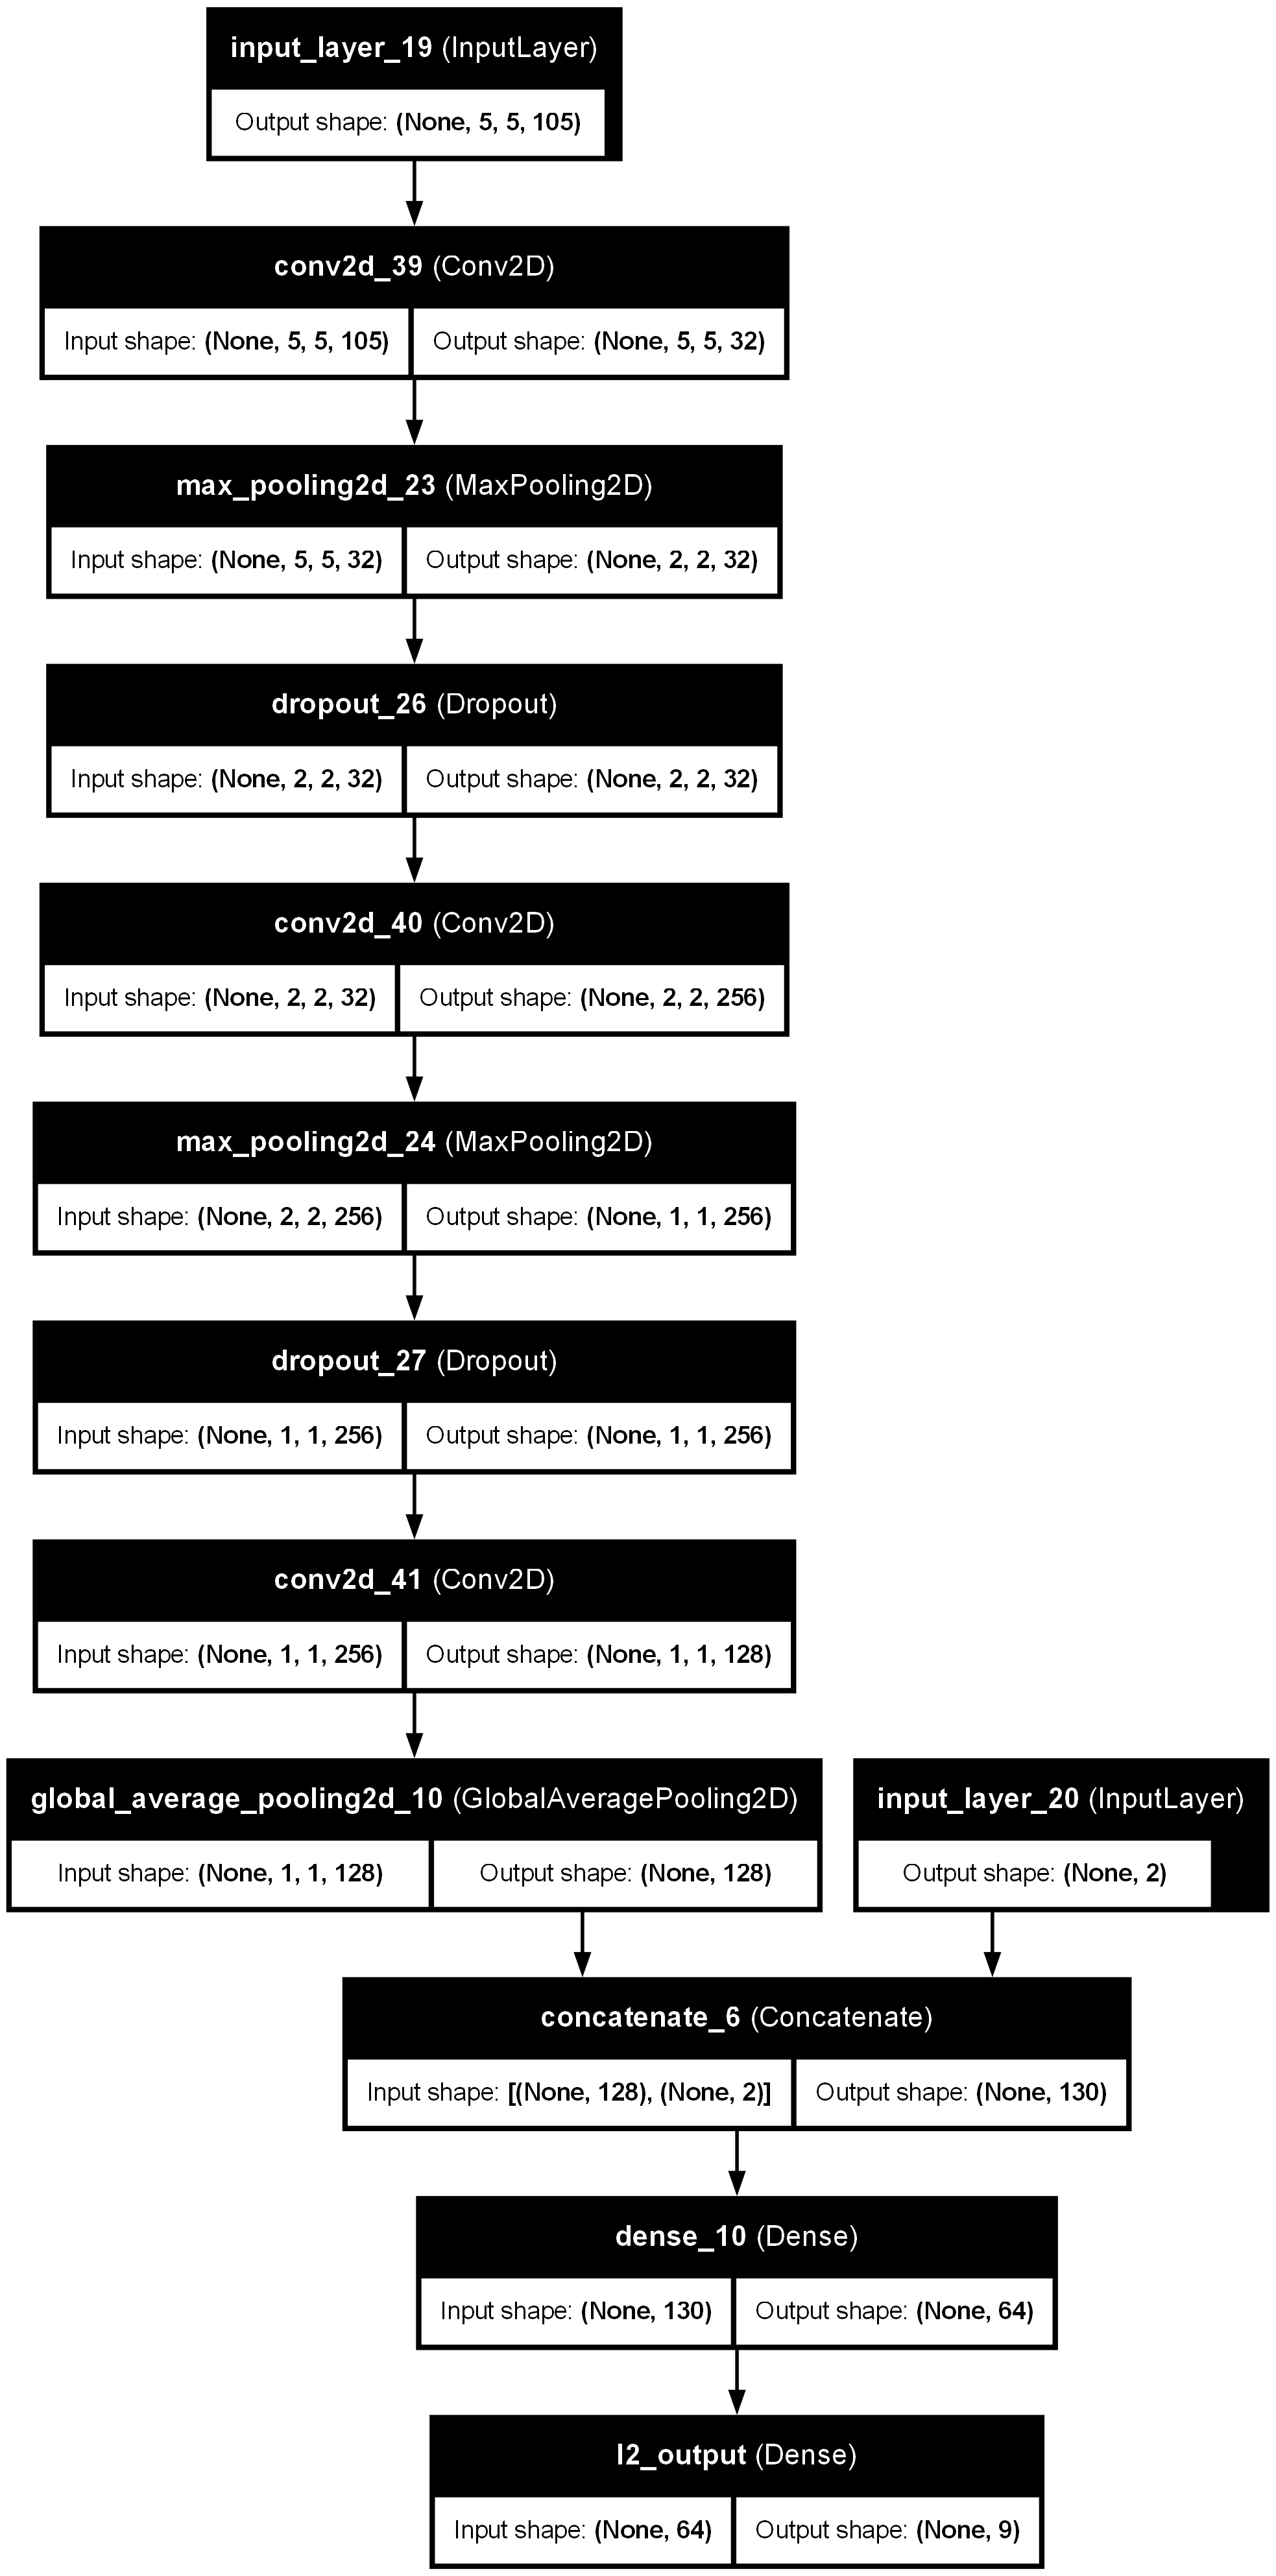 input_layer_19 (InputLayer)
Output shape: (None, 5, 5, 105)
conv2d_39 (Conv2D)
Input shape: (None, 5, 5, 105) Output shape: (None, 5, 5, 32)
max_pooling2d_23 (MaxPooling2D)
Input shape: (None, 5, 5, 32) Output shape: (None, 2, 2, 32)
dropout_26 (Dropout)
Input shape: (None, 2, 2, 32) Output shape: (None, 2, 2, 32)
conv2d_40 (Conv2D)
Input shape: (None, 2, 2, 32) Output shape: (None, 2, 2, 256)
max_pooling2d_24 (MaxPooling2D)
Input shape: (None, 2, 2, 256) Output shape: (None, 1, 1, 256)
dropout_27 (Dropout)
Input shape: (None, 1, 1, 256) Output shape: (None, 1, 1, 256)
conv2d_41 (Conv2D)
Input shape: (None, 1, 1, 256) Output shape: (None, 1, 1, 128)
global_average_pooling2d_10 (GlobalAveragePooling2D)
Input shape: (None, 1, 1, 128) Output shape: (None, 128)
input_layer_20 (InputLayer)
Output shape: (None, 2)
concatenate_6 (Concatenate)
Input shape: [(None, 128), (None, 2)] Output shape: (None, 130)
dense_10 (Dense)
Input shape: (None, 130) Output shape: (None, 64)
l2_output (Dense)
Input shape: (None, 64) Output shape: (None, 9)